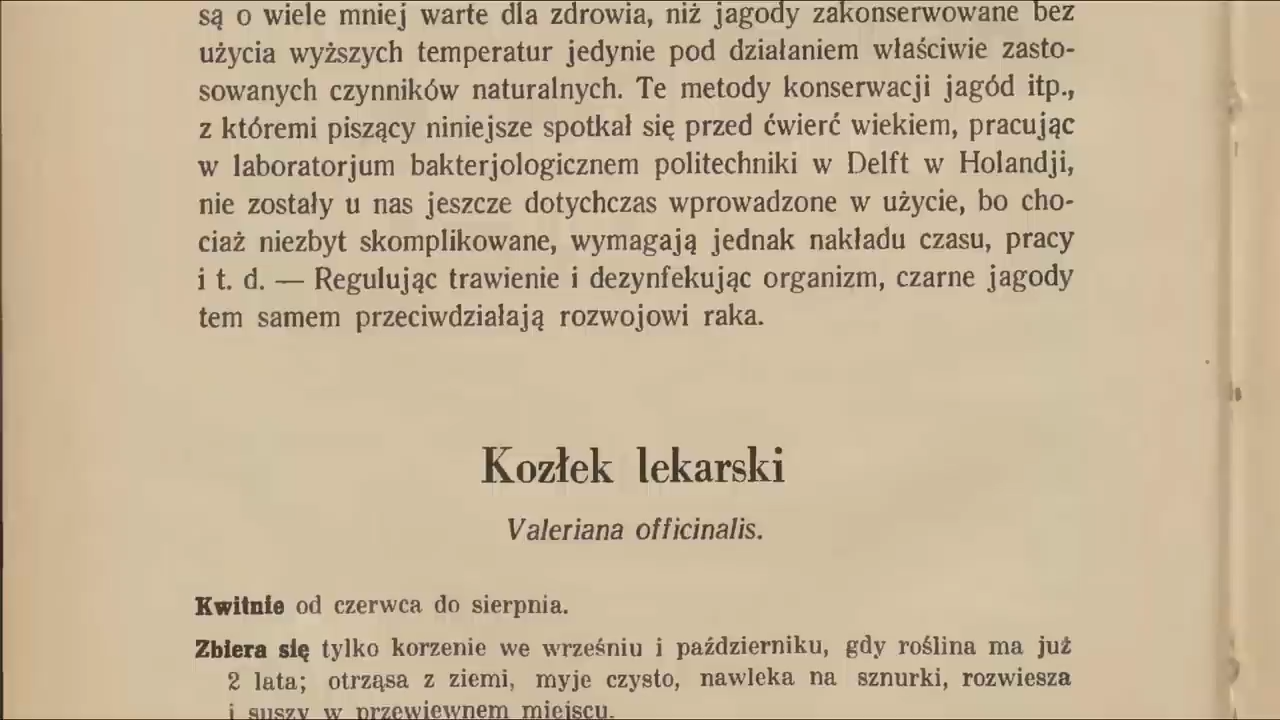 są o wiele mniej warte dla zdrowia, niż jagody zakonserwowane bez
użycia wyższych temperatur jedynie pod działaniem właściwie zasto-
sowanych czynników naturalnych. Te metody konserwacji jagód itp.,
z któremi piszący niniejsze spotkał się przed ćwierć wiekiem, pracując
w laboratorjum bakterjologicznem politechniki w Delft w Holandji,
nie zostały u nas jeszcze dotychczas wprowadzone w użycie, bo cho-
ciaż niezbyt skomplikowane, wymagają jednak nakładu czasu, pracy
i t. d. — Regulując trawienie i dezynfekując organizm, czarne jagody
tem samem przeciwdziałają rozwojowi raka.
Kozłek lekarski
Valeriana officinalis.
Kwitnie od czerwca do sierpnia.
Zbiera się tylko korzenie we wrześniu i październiku, gdy roślina ma już
2 lata; otrząsa z ziemi, myje czysto, nawleka na sznurki, rozwiesza
i suszy w przewiewnem miejscu.